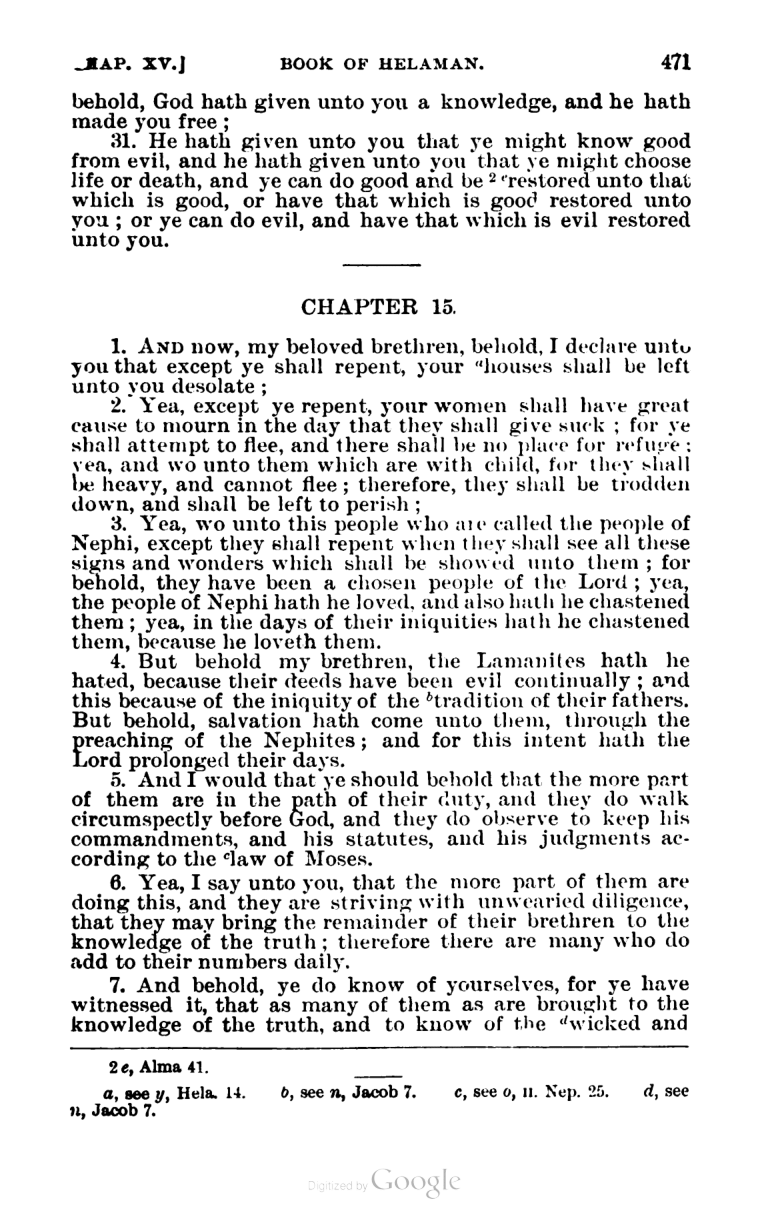 HAP. XV.] BOOK OF HELAMAN. 471
behold, God hath given unto you a knowledge, and he hath
made you free ;
31. He hath given unto you that ye might know good
from evil, and he hath given unto you that ye might choose
life or death, and ye can do good and be 2 e restored unto that
which is good, or have that which is good restored unto
you ; or ye can do evil, and have that which is evil restored
unto you.
CHAPTER 15.
1. AND now, my beloved brethren, behold, I declare unto
you that except ye shall repent, your a houses shall be left
unto you desolate ;
2. Yea, except ye repent, your women shall have great
cause to mourn in the day that they shall give suck ; for ye
shall attempt to flee, and there shall be no place for refuge ;
yea, and wo unto them which are with child, for they shall
be heavy, and cannot flee ; therefore, they shall be trodden
down, and shall be left to perish ;
3. Yea, wo unto this people who are called the people of
Nephi, except they shall repent when they shall see all these
signs and wonders which shall be showed unto them ; for
behold, they have been a chosen people of the Lord ; yea,
the people of Nephi hath he loved, and also hath he chastened
them ; yea, in the days of their iniquities hath he chastened
them, because he loveth them.
4. But behold my brethren, the Lamanites hath he
hated, because their deeds have been evil continually ; and
this because of the iniquity of the b tradition of their fathers.
But behold, salvation hath come unto them, through the
preaching of the Nephites ; and for this intent hath the
Lord prolonged their days.
5. And I would that ye should behold that the more part
of them are in the path of their duty, and they do walk
circumspectly before God, and they do observe to keep his
commandments, and his statutes, and his judgments ac-
cording to the c law of Moses.
6. Yea, I say unto you, that the more part of them are
doing this, and they are striving with unwearied diligence,
that they may bring the remainder of their brethren to the
knowledge of the truth ; therefore there are many who do
add to their numbers daily.
7. And behold, ye do know of yourselves, for ye have
witnessed it, that as many of them as are brought to the
knowledge of the truth, and to know of the d wicked and
2 e, Alma 41.
a, see y, Hela. 14. b, see n, Jacob 7. c, see o, II. Nep. 25. d, see
n, Jacob 7.
Digitized by Google